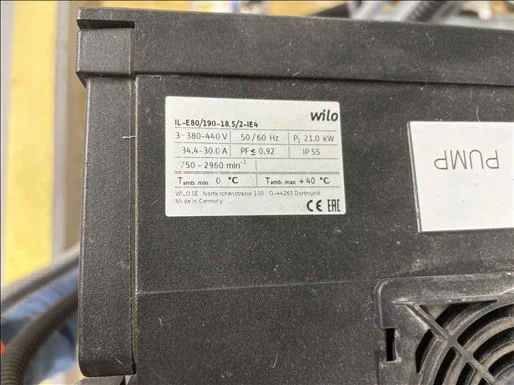 wilo
IL-E80/190-18,5/2-IE4
3~380-440 V 50/60 Hz P₁ 21.0 kW
34,4-30.0 A PF ≤ 0.92 IP 55
750 - 2960 min⁻¹
Tamb. min 0 °C Tamb. max +40 °C
WILO SE Nortkirchenstrasse 100 D-44263 Dortmund
Made in Germany
CE EAC
PUMP